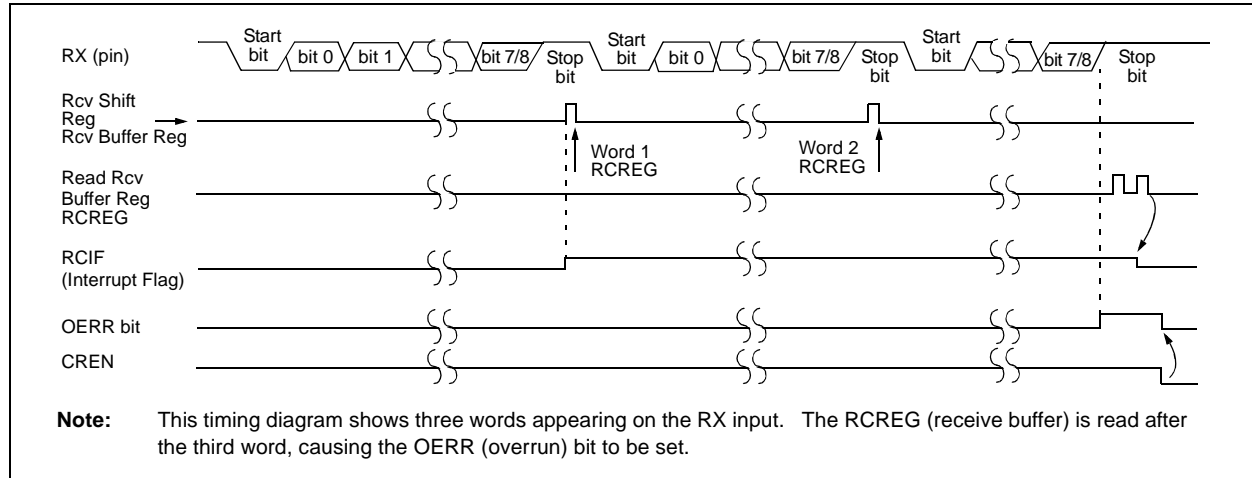 Start bit bit 0 bit 1 bit 7/8 Stop bit Start bit bit 0 bit 7/8 Stop bit Start bit bit 7/8 Stop bit
RX (pin)
Rcv Shift
Reg
Rcv Buffer Reg
Word 1
RCREG
Word 2
RCREG
Read Rcv
Buffer Reg
RCREG
RCIF
(Interrupt Flag)
OERR bit
CREN
Note: This timing diagram shows three words appearing on the RX input. The RCREG (receive buffer) is read after
the third word, causing the OERR (overrun) bit to be set.